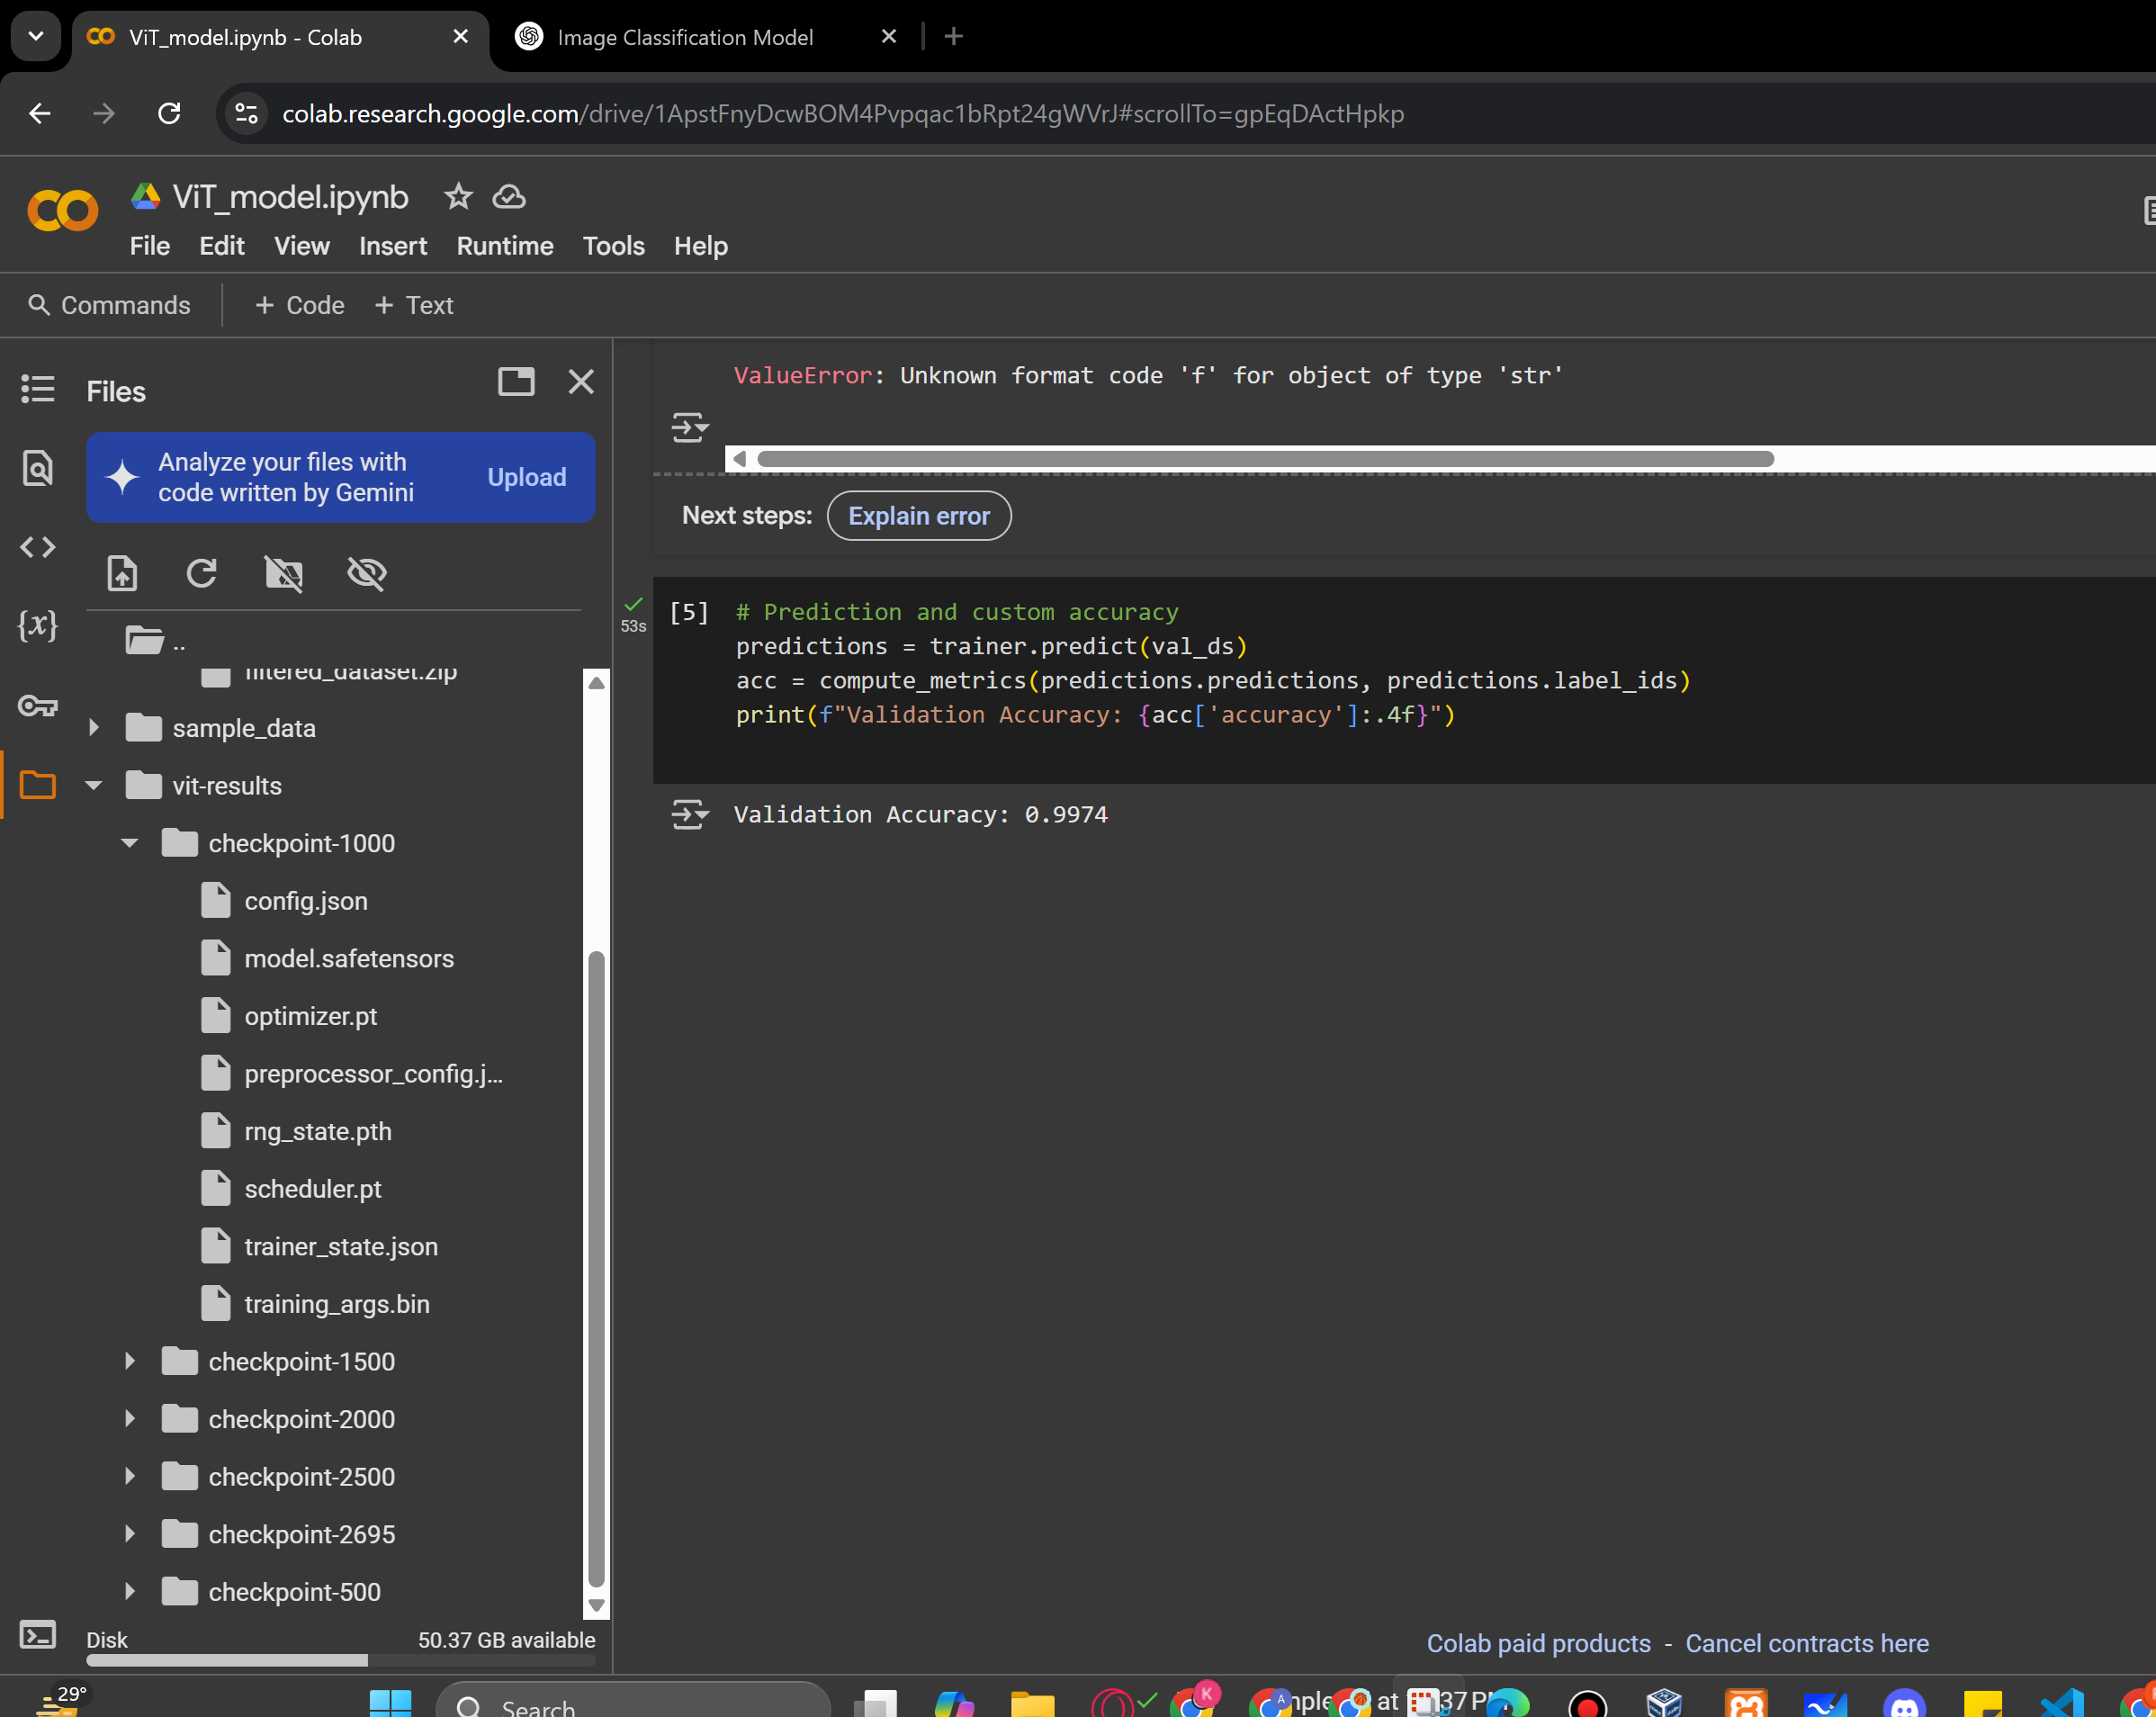 ViT_model.ipynb - Colab
Image Classification Model
colab.research.google.com/drive/1ApstFnyDcwBOM4Pvpqac1bRpt24gWVrJ#scrollTo=gpEqDActHpkp
ViT_model.ipynb
File Edit View Insert Runtime Tools Help
Commands + Code + Text
Files
Analyze your files with
code written by Gemini
Upload
..
filtered_dataset.zip
sample_data
vit-results
checkpoint-1000
config.json
model.safetensors
optimizer.pt
preprocessor_config.j...
rng_state.pth
scheduler.pt
trainer_state.json
training_args.bin
checkpoint-1500
checkpoint-2000
checkpoint-2500
checkpoint-2695
checkpoint-500
Disk 50.37 GB available
ValueError: Unknown format code 'f' for object of type 'str'
Next steps: Explain error
53s
[5] # Prediction and custom accuracy
predictions = trainer.predict(val_ds)
acc = compute_metrics(predictions.predictions, predictions.label_ids)
print(f"Validation Accuracy: {acc['accuracy']:.4f}")
Validation Accuracy: 0.9974
Colab paid products - Cancel contracts here
29°
Search
K
A
at